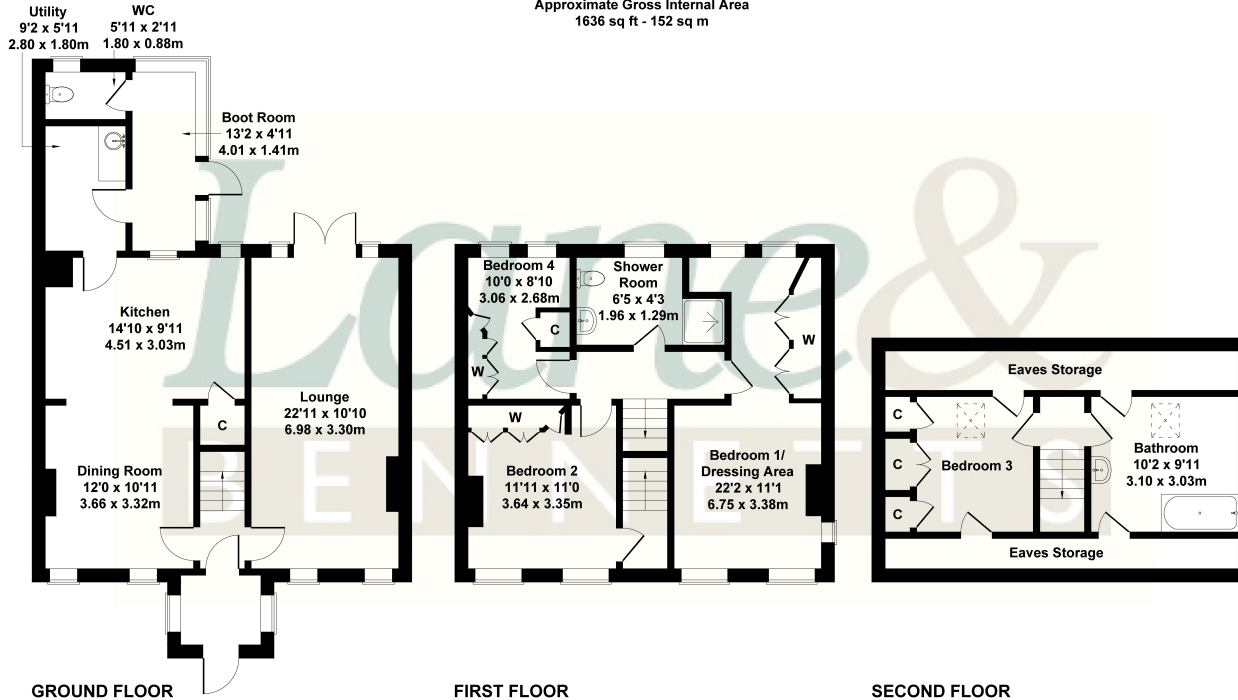 Approximate Gross Internal Area
1636 sq ft - 152 sq m
Utility
9'2 x 5'11
2.80 x 1.80m
WC
5'11 x 2'11
1.80 x 0.88m
Boot Room
13'2 x 4'11
4.01 x 1.41m
Kitchen
14'10 x 9'11
4.51 x 3.03m
Lounge
22'11 x 10'10
6.98 x 3.30m
C
Dining Room
12'0 x 10'11
3.66 x 3.32m
GROUND FLOOR
Bedroom 4
10'0 x 8'10
3.06 x 2.68m
Shower
Room
6'5 x 4'3
1.96 x 1.29m
C
W
W
W
Bedroom 2
11'11 x 11'0
3.64 x 3.35m
Bedroom 1/
Dressing Area
22'2 x 11'1
6.75 x 3.38m
FIRST FLOOR
Eaves Storage
C
C
C
Bedroom 3
Bathroom
10'2 x 9'11
3.10 x 3.03m
Eaves Storage
SECOND FLOOR
Lane &
BENNETTS